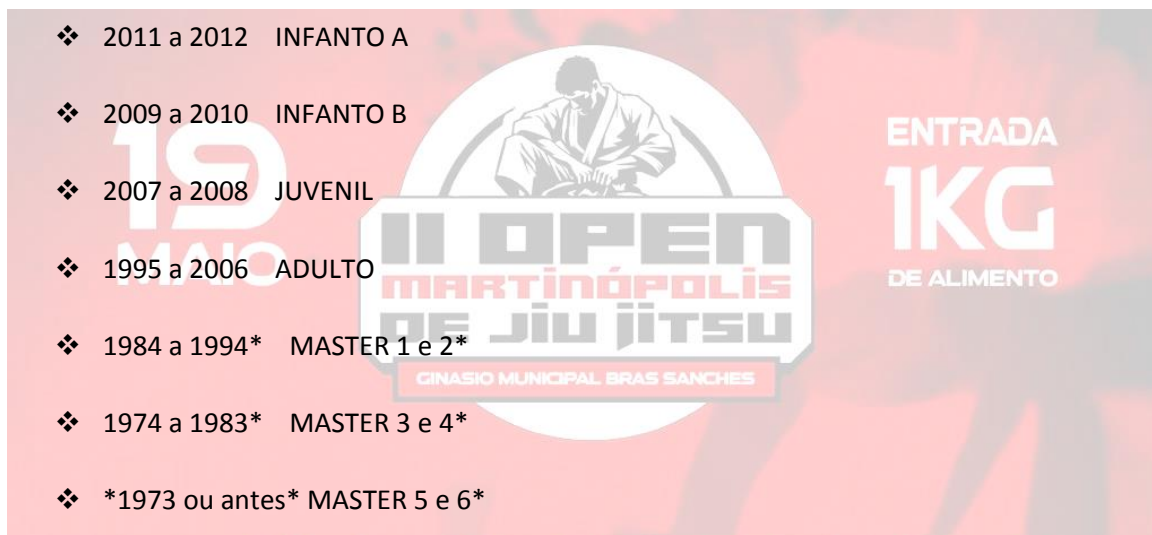 ❖ 2011 a 2012 INFANTO A
❖ 2009 a 2010 INFANTO B
❖ 2007 a 2008 JUVENIL
❖ 1995 a 2006 ADULTO
❖ 1984 a 1994* MASTER 1 e 2*
❖ 1974 a 1983* MASTER 3 e 4*
❖ *1973 ou antes* MASTER 5 e 6*
19
MAIO
II OPEN
MARTINÓPOLIS
DE JIU JITSU
GINASIO MUNICIPAL BRAS SANCHES
ENTRADA
1KG
DE ALIMENTO